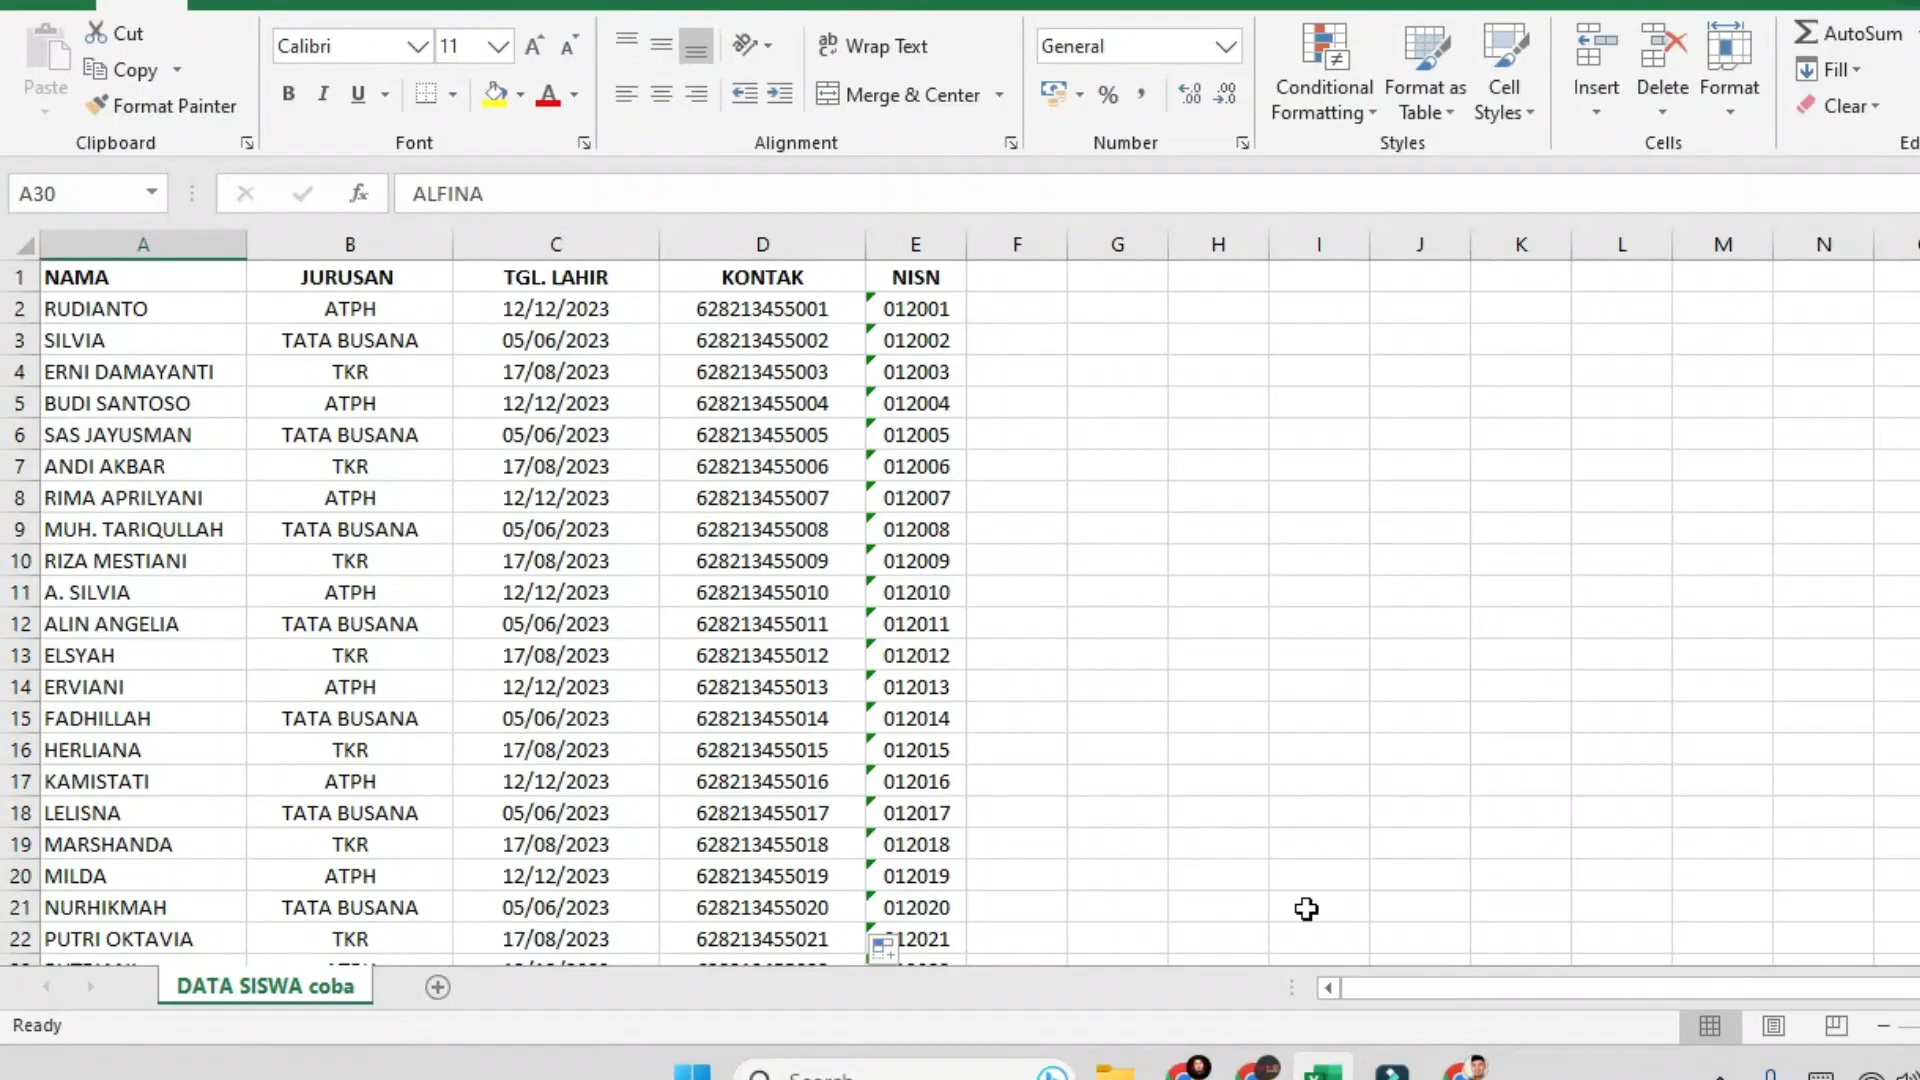 Cut
Paste
Copy
Format Painter
Clipboard
Calibri 11
B I U
Font
Wrap Text
Merge & Center
Alignment
General
Number
Conditional Formatting
Format as Table
Cell Styles
Styles
Insert
Delete
Format
Cells
AutoSum
Fill
Clear
Ed
A30 fx ALFINA
A B C D E F G H I J K L M N
1 NAMA JURUSAN TGL. LAHIR KONTAK NISN
2 RUDIANTO ATPH 12/12/2023 628213455001 012001
3 SILVIA TATA BUSANA 05/06/2023 628213455002 012002
4 ERNI DAMAYANTI TKR 17/08/2023 628213455003 012003
5 BUDI SANTOSO ATPH 12/12/2023 628213455004 012004
6 SAS JAYUSMAN TATA BUSANA 05/06/2023 628213455005 012005
7 ANDI AKBAR TKR 17/08/2023 628213455006 012006
8 RIMA APRILYANI ATPH 12/12/2023 628213455007 012007
9 MUH. TARIQULLAH TATA BUSANA 05/06/2023 628213455008 012008
10 RIZA MESTIANI TKR 17/08/2023 628213455009 012009
11 A. SILVIA ATPH 12/12/2023 628213455010 012010
12 ALIN ANGELIA TATA BUSANA 05/06/2023 628213455011 012011
13 ELSYAH TKR 17/08/2023 628213455012 012012
14 ERVIANI ATPH 12/12/2023 628213455013 012013
15 FADHILLAH TATA BUSANA 05/06/2023 628213455014 012014
16 HERLIANA TKR 17/08/2023 628213455015 012015
17 KAMISTATI ATPH 12/12/2023 628213455016 012016
18 LELISNA TATA BUSANA 05/06/2023 628213455017 012017
19 MARSHANDA TKR 17/08/2023 628213455018 012018
20 MILDA ATPH 12/12/2023 628213455019 012019
21 NURHIKMAH TATA BUSANA 05/06/2023 628213455020 012020
22 PUTRI OKTAVIA TKR 17/08/2023 628213455021 12021
DATA SISWA coba
Ready
Search